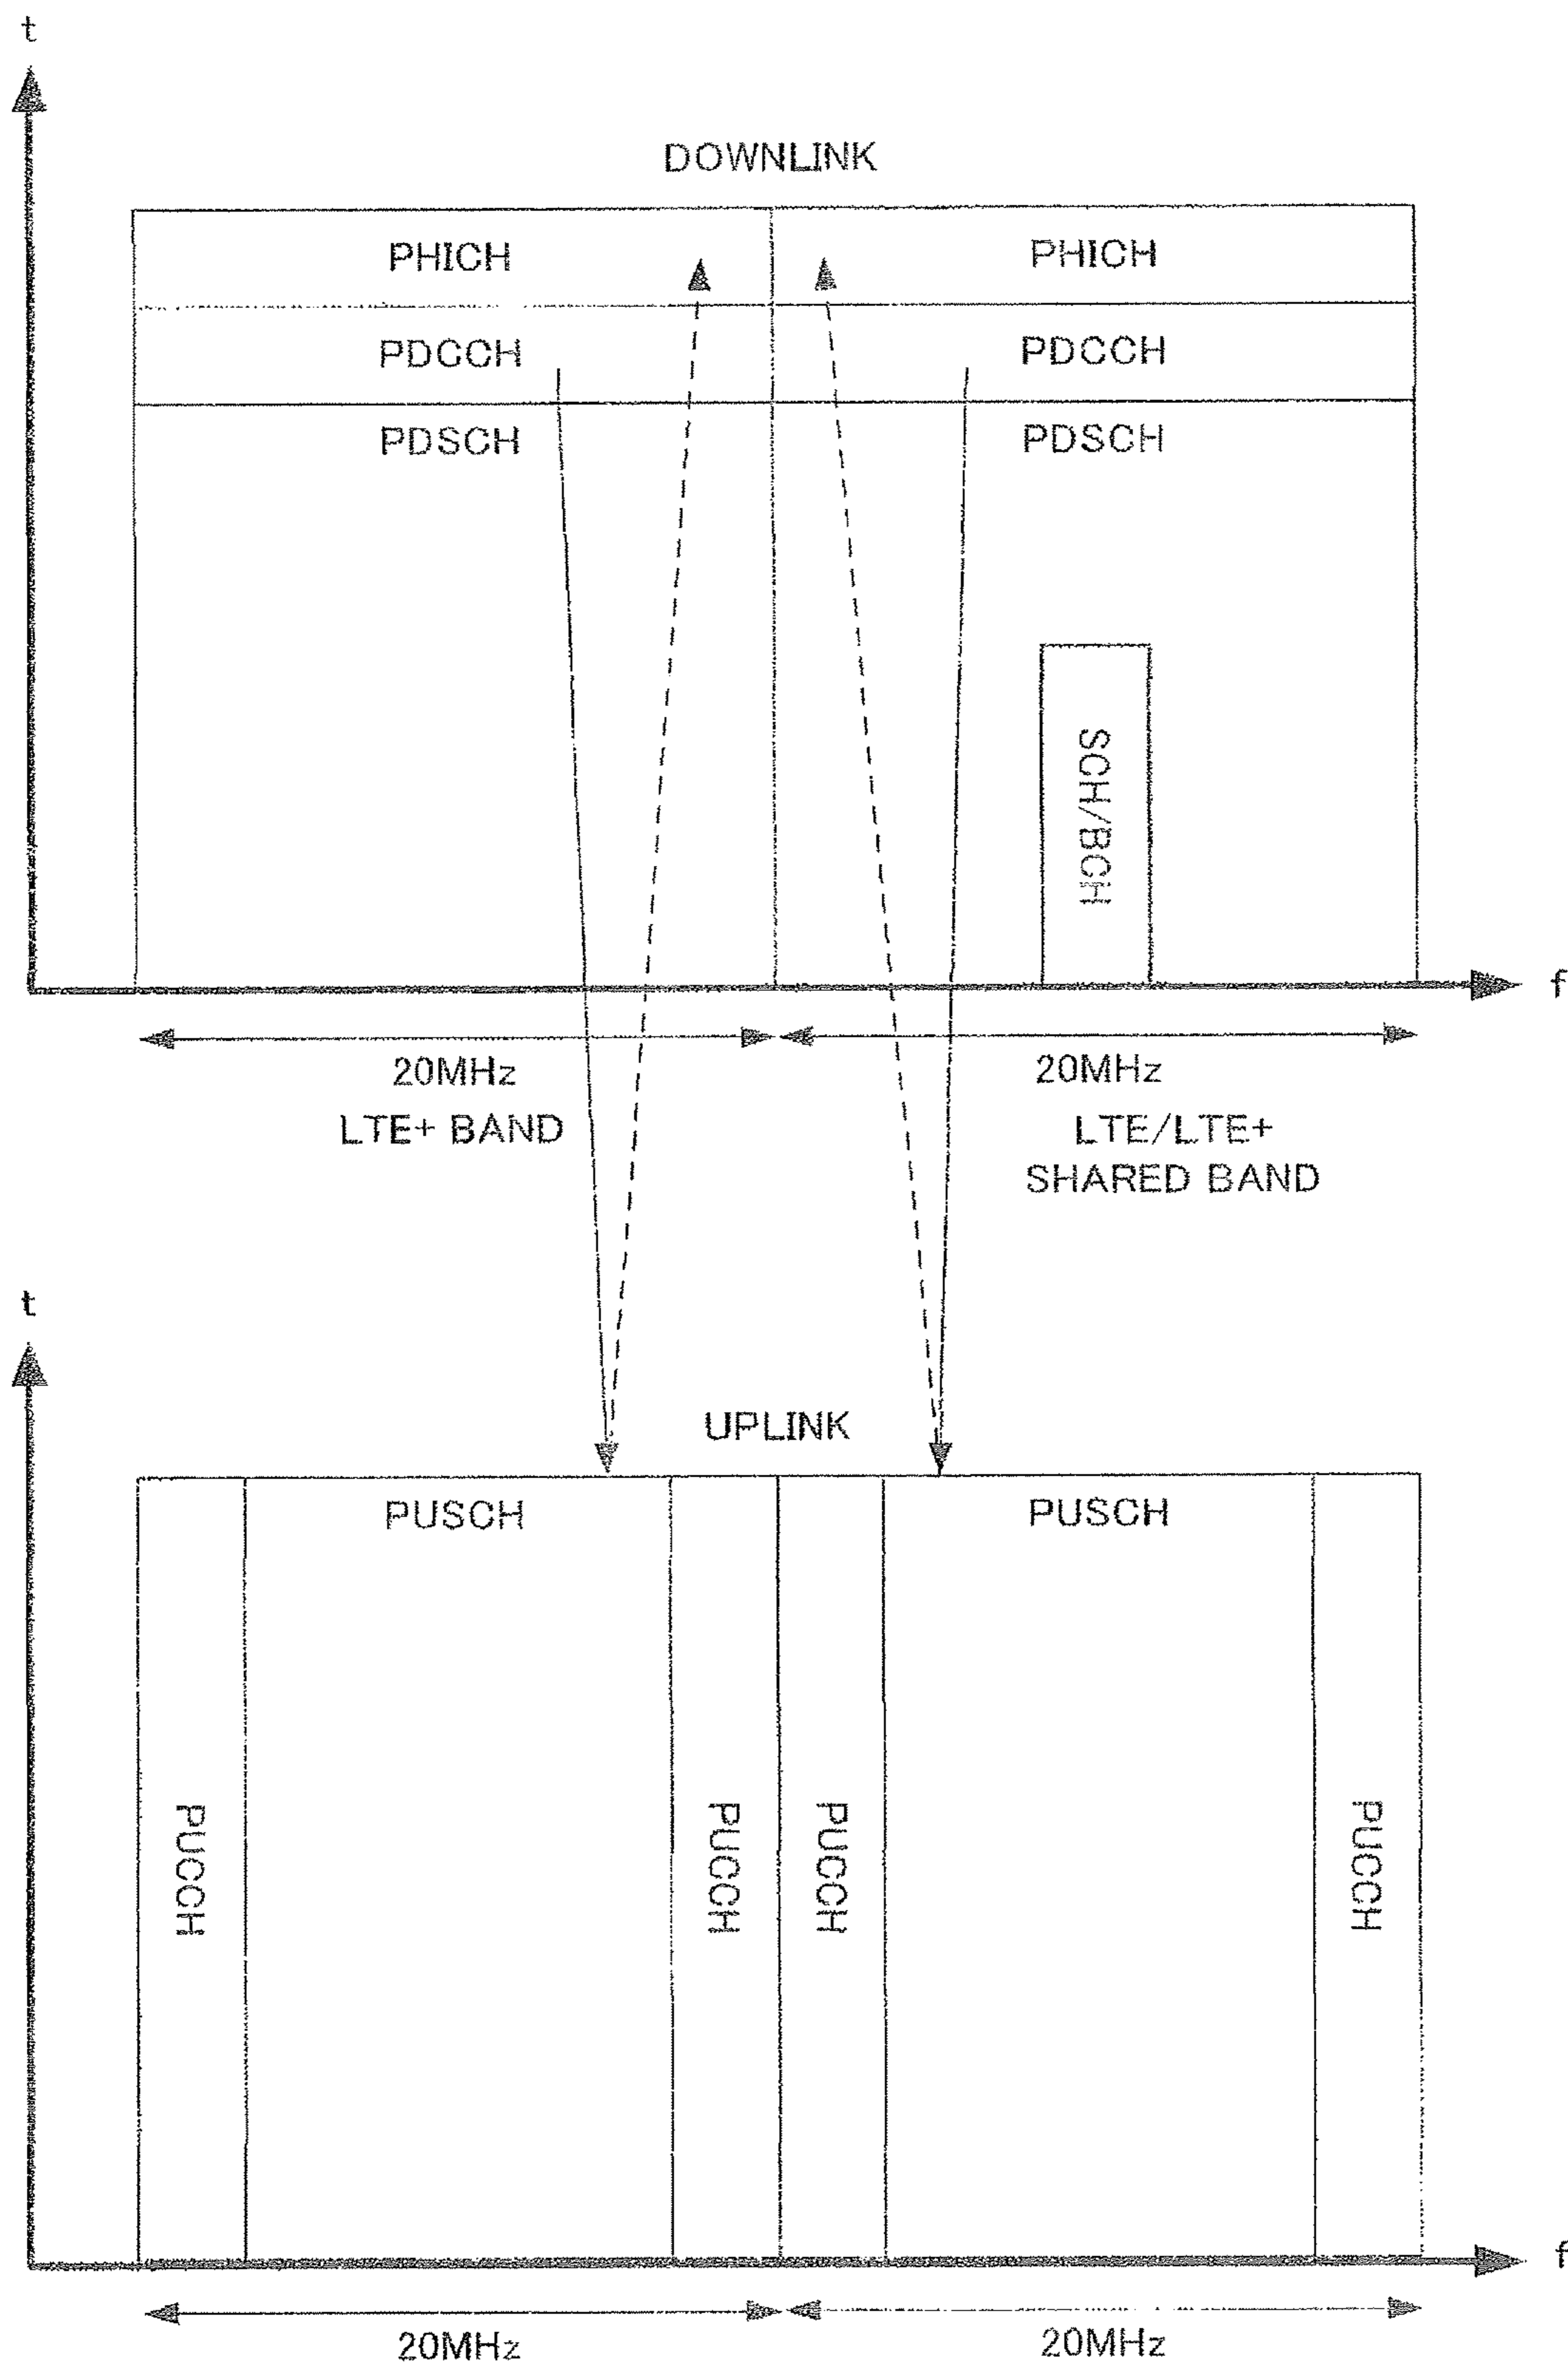 t
DOWNLINK
PHICH
PHICH
PDCCH
PDCCH
PDSCH
PDSCH
SCH/BCH
f
20MHz
20MHz
LTE+ BAND
LTE/LTE+
SHARED BAND
t
UPLINK
PUSCH
PUSCH
PUCCH
PUCCH
PUCCH
PUCCH
f
20MHz
20MHz